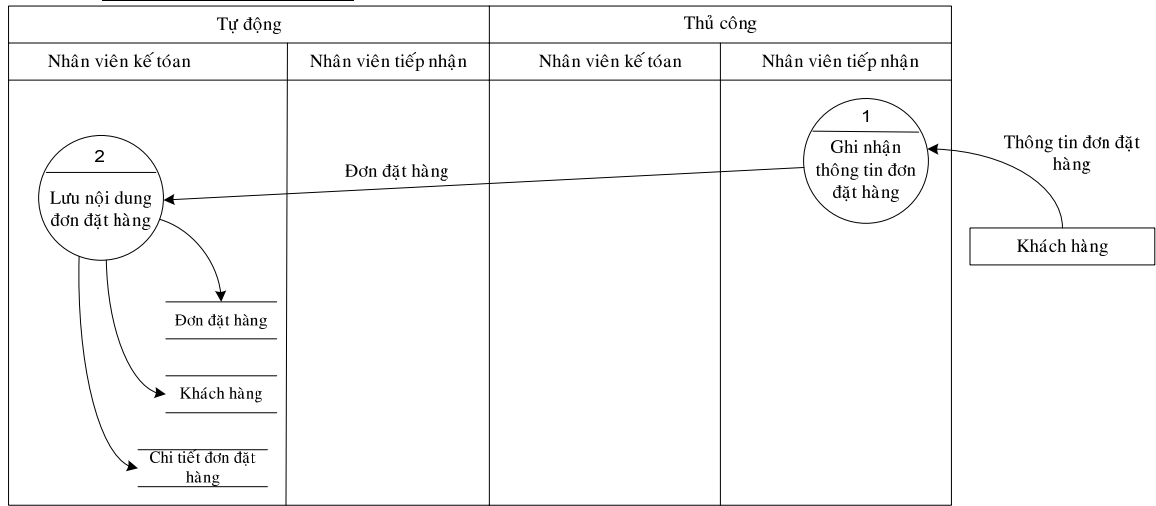 Tự động
Thủ công
Nhân viên kế tóan
Nhân viên tiếp nhận
Nhân viên kế tóan
Nhân viên tiếp nhận
1
Ghi nhận
thông tin đơn
đặt hàng
Thông tin đơn đặt
hàng
Khách hàng
Đơn đặt hàng
2
Lưu nội dung
đơn đặt hàng
Đơn đặt hàng
Khách hàng
Chi tiết đơn đặt
hàng